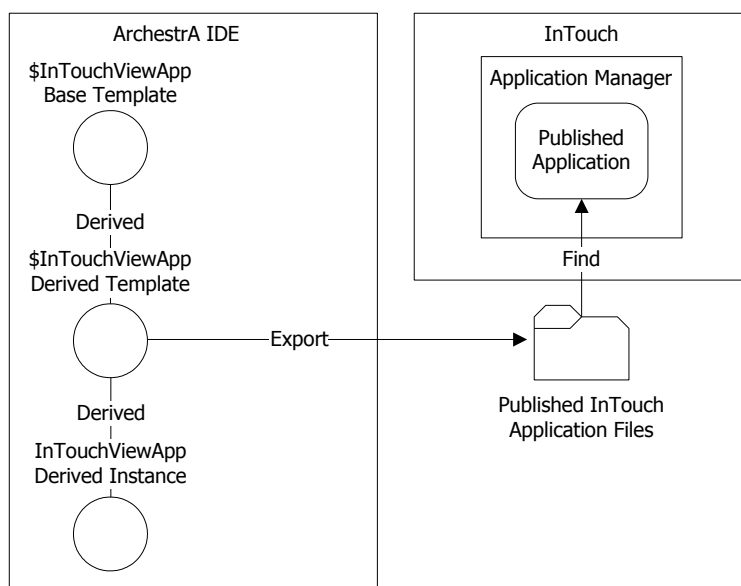 ArchestrA IDE
$InTouchViewApp
Base Template
Derived
$InTouchViewApp
Derived Template
Export
Derived
InTouchViewApp
Derived Instance
InTouch
Application Manager
Published
Application
Find
Published InTouch
Application Files